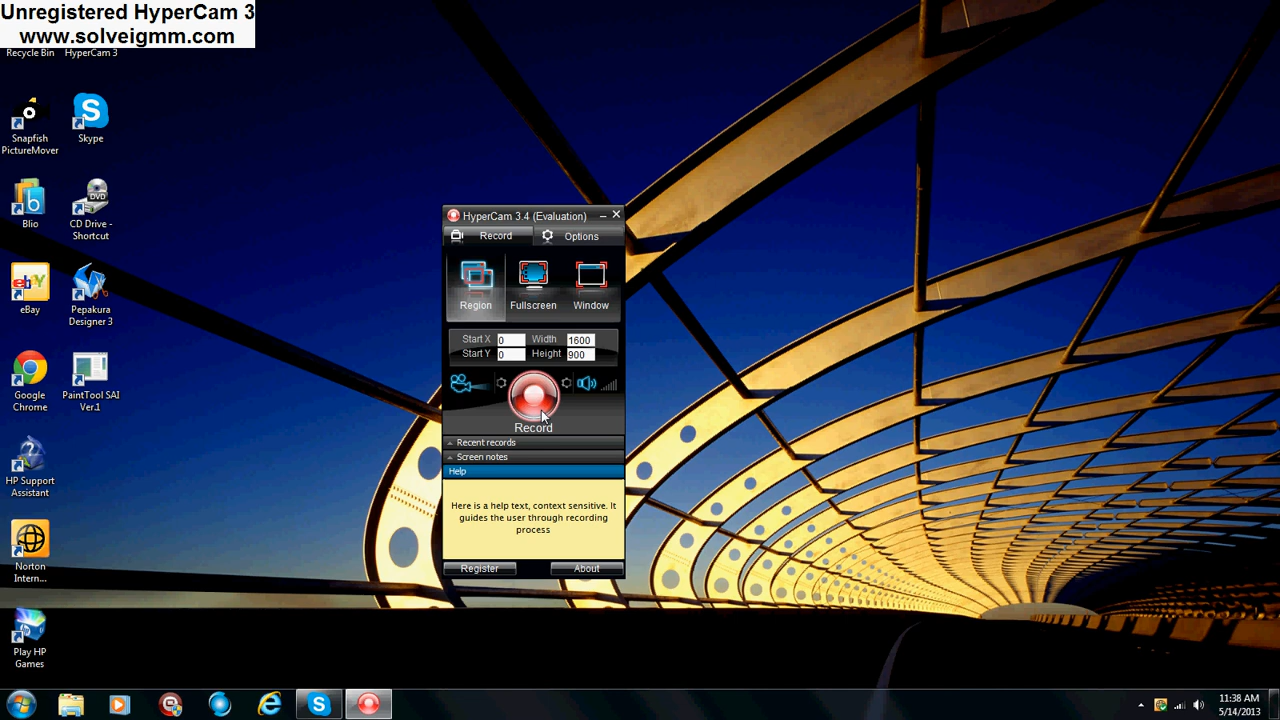 Unregistered HyperCam 3
www.solveigmm.com
Recycle Bin
HyperCam 3
Snapfish
PictureMover
Skype
Blio
CD Drive -
Shortcut
eBay
Pepakura
Designer 3
Google
Chrome
PaintTool SAI
Ver.1
HP Support
Assistant
Norton
Intern...
Play HP
Games
HyperCam 3.4 (Evaluation)
Record
Options
Region
Fullscreen
Window
Start X 0 Width 1600
Start Y 0 Height 900
Record
Recent records
Screen notes
Help
Here is a help text, context sensitive. It
guides the user through recording
process
Register
About
11:38 AM
5/14/2013